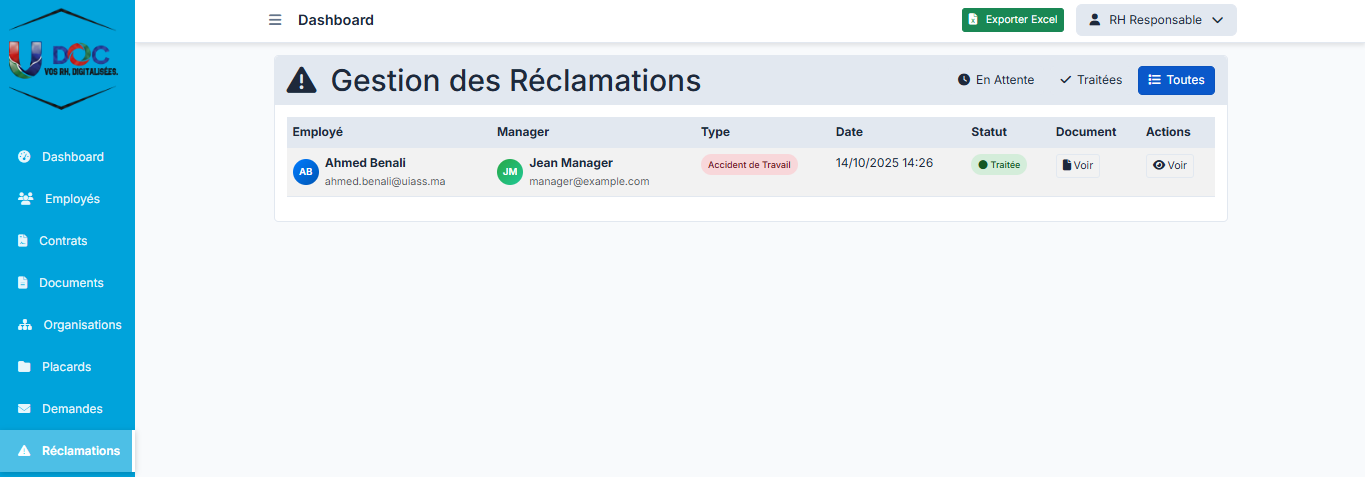 U DOC
VOS RH, DIGITALISÉES.
Dashboard
Employés
Contrats
Documents
Organisations
Placards
Demandes
Réclamations
Dashboard
Exporter Excel
RH Responsable
Gestion des Réclamations
En Attente
Traitées
Toutes
Employé Manager Type Date Statut Document Actions
AB Ahmed Benali JM Jean Manager Accident de Travail 14/10/2025 14:26 Traitée Voir Voir
ahmed.benali@uiass.ma manager@example.com